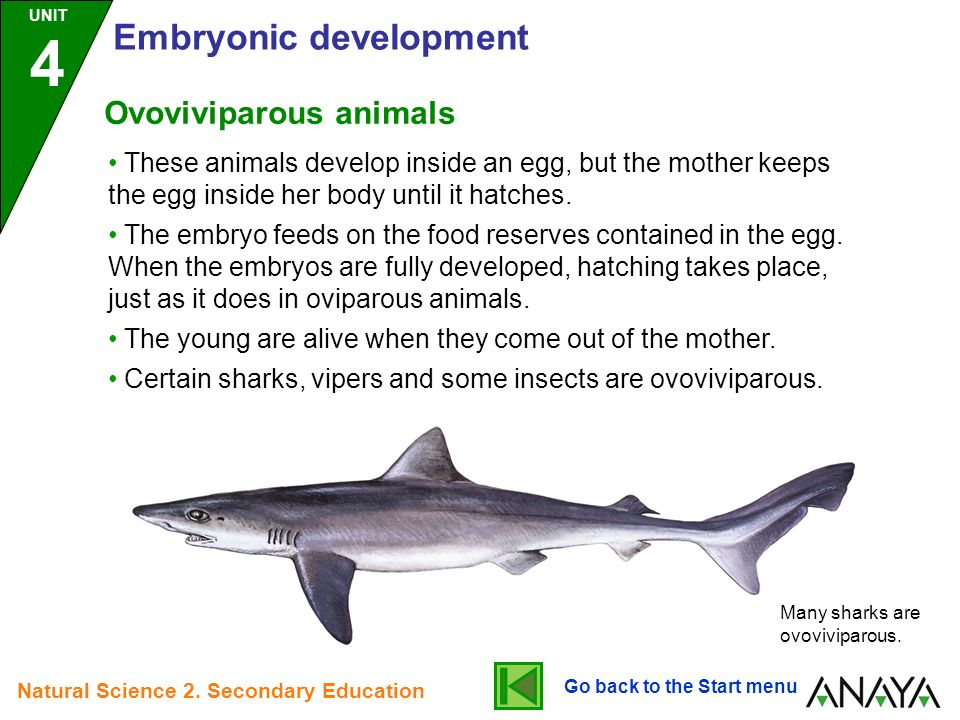 UNIT
4
Embryonic development
Ovoviviparous animals
• These animals develop inside an egg, but the mother keeps
the egg inside her body until it hatches.
• The embryo feeds on the food reserves contained in the egg.
When the embryos are fully developed, hatching takes place,
just as it does in oviparous animals.
• The young are alive when they come out of the mother.
• Certain sharks, vipers and some insects are ovoviviparous.
Many sharks are
ovoviviparous.
Natural Science 2. Secondary Education
Go back to the Start menu
ANAYA